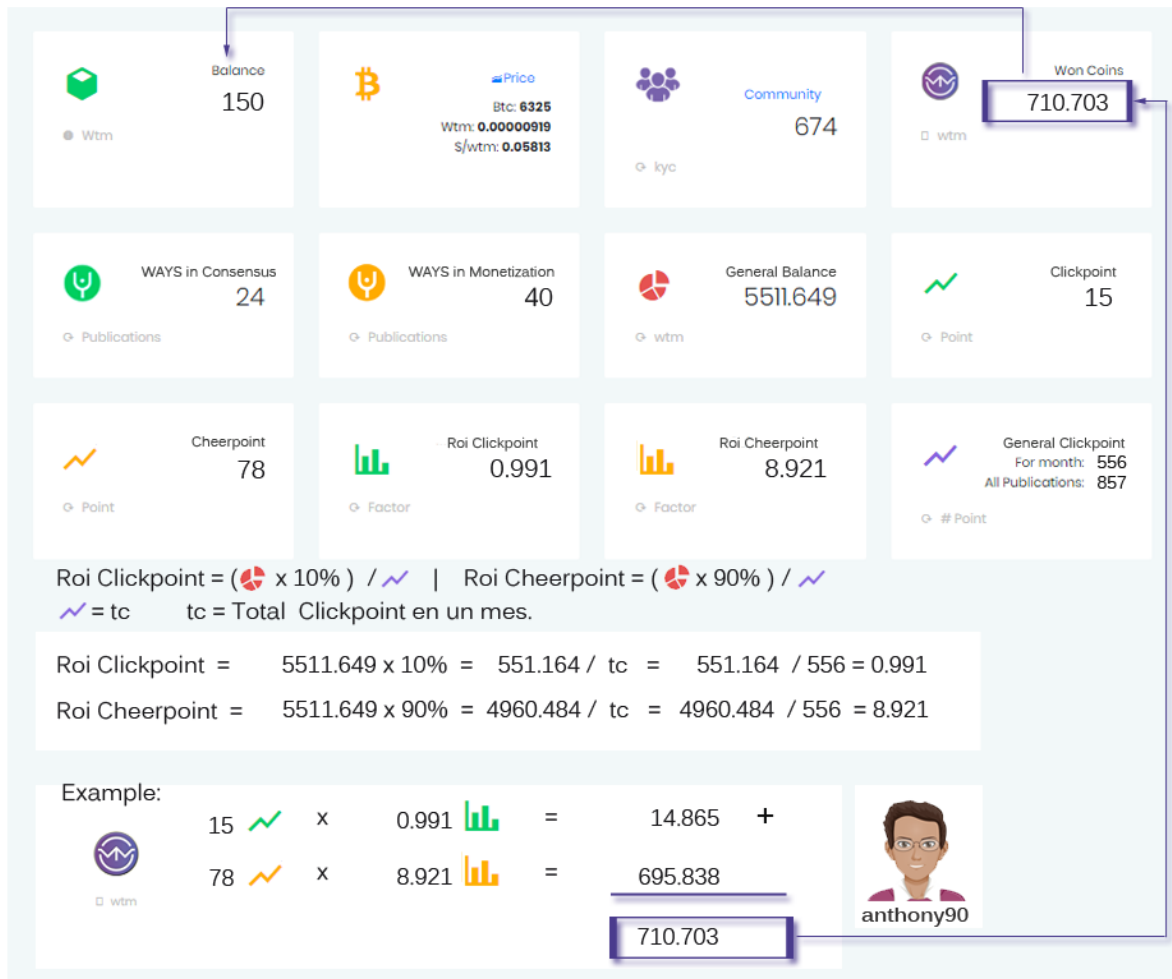 Balance
150
Wtm
Price
Btc: 6325
Wtm: 0.00000919
$/wtm: 0.05813
Community
674
kyc
Won Coins
710.703
wtm
WAYS in Consensus
24
Publications
WAYS in Monetization
40
Publications
General Balance
5511.649
wtm
Clickpoint
15
Point
Cheerpoint
78
Point
Roi Clickpoint
0.991
Factor
Roi Cheerpoint
8.921
Factor
General Clickpoint
For month: 556
All Publications: 857
# Point
Roi Clickpoint = ( x 10% ) / | Roi Cheerpoint = ( x 90% ) /
= tc tc = Total Clickpoint en un mes.
Roi Clickpoint = 5511.649 x 10% = 551.164 / tc = 551.164 / 556 = 0.991
Roi Cheerpoint = 5511.649 x 90% = 4960.484 / tc = 4960.484 / 556 = 8.921
Example:
15 x 0.991 = 14.865 +
78 x 8.921 = 695.838
wtm
710.703
anthony90